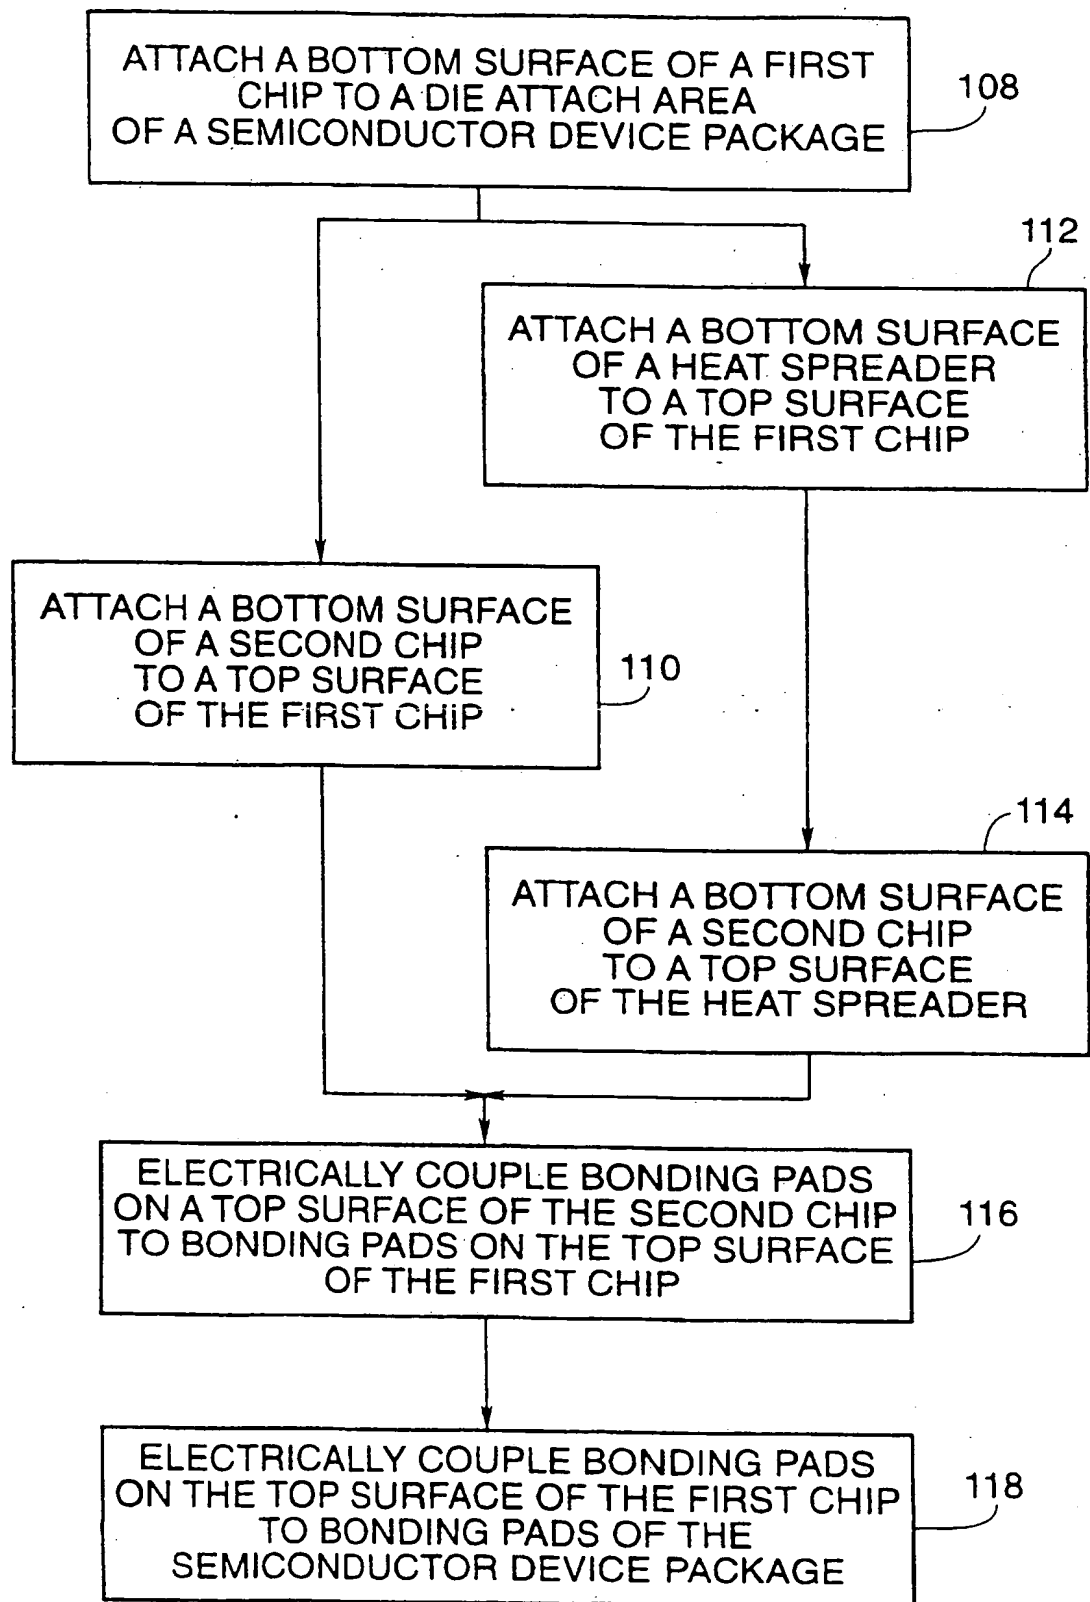 ATTACH A BOTTOM SURFACE OF A FIRST
CHIP TO A DIE ATTACH AREA
OF A SEMICONDUCTOR DEVICE PACKAGE
108
112
ATTACH A BOTTOM SURFACE
OF A HEAT SPREADER
TO A TOP SURFACE
OF THE FIRST CHIP
ATTACH A BOTTOM SURFACE
OF A SECOND CHIP
TO A TOP SURFACE
OF THE FIRST CHIP
110
114
ATTACH A BOTTOM SURFACE
OF A SECOND CHIP
TO A TOP SURFACE
OF THE HEAT SPREADER
ELECTRICALLY COUPLE BONDING PADS
ON A TOP SURFACE OF THE SECOND CHIP
TO BONDING PADS ON THE TOP SURFACE
OF THE FIRST CHIP
116
ELECTRICALLY COUPLE BONDING PADS
ON THE TOP SURFACE OF THE FIRST CHIP
TO BONDING PADS OF THE
SEMICONDUCTOR DEVICE PACKAGE
118